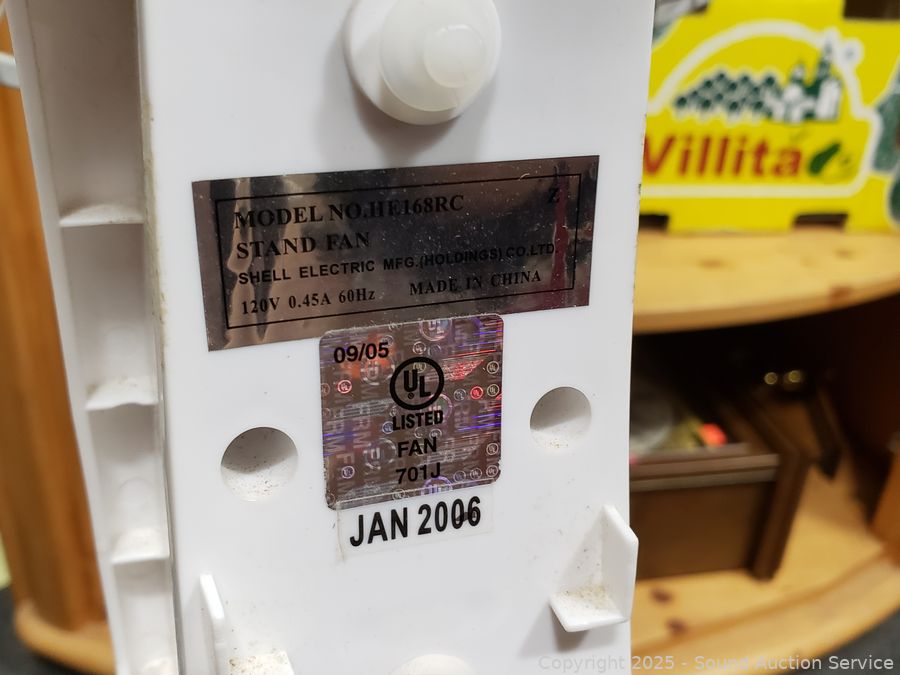 Villita
MODEL NO.HE168RC Z
STAND FAN
SHELL ELECTRIC MFG.(HOLDINGS) CO.LTD.
120V 0.45A 60Hz MADE IN CHINA
09/05
UL
LISTED
FAN
701J
JAN 2006
Copyright 2025 - Sound Auction Service